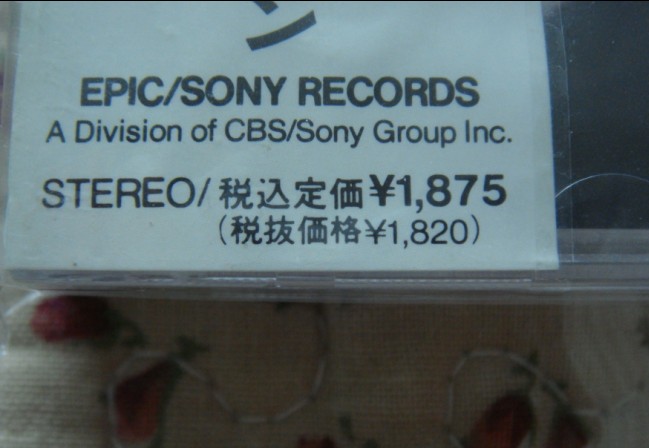 ン
EPIC/SONY RECORDS
A Division of CBS/Sony Group Inc.
STEREO/税込定価¥1,875
(税抜価格¥1,820)